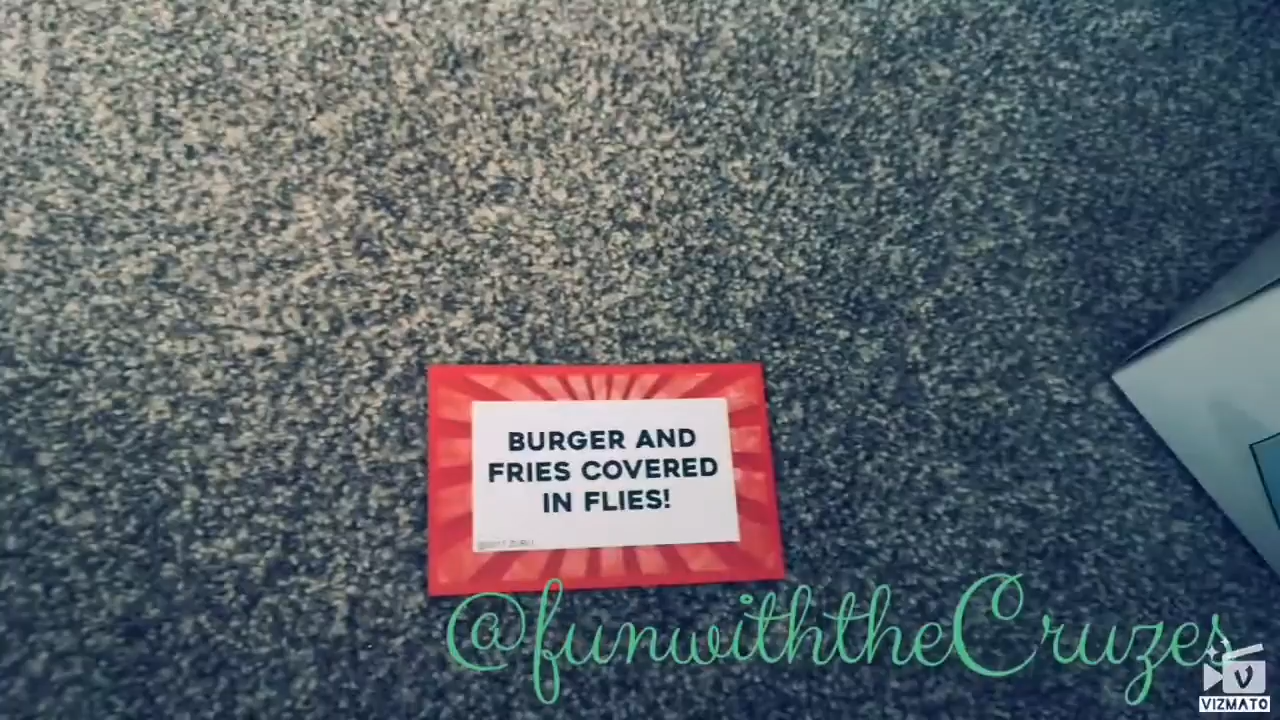 BURGER AND
FRIES COVERED
IN FLIES!
@funwiththeCruzes
VIZMATO